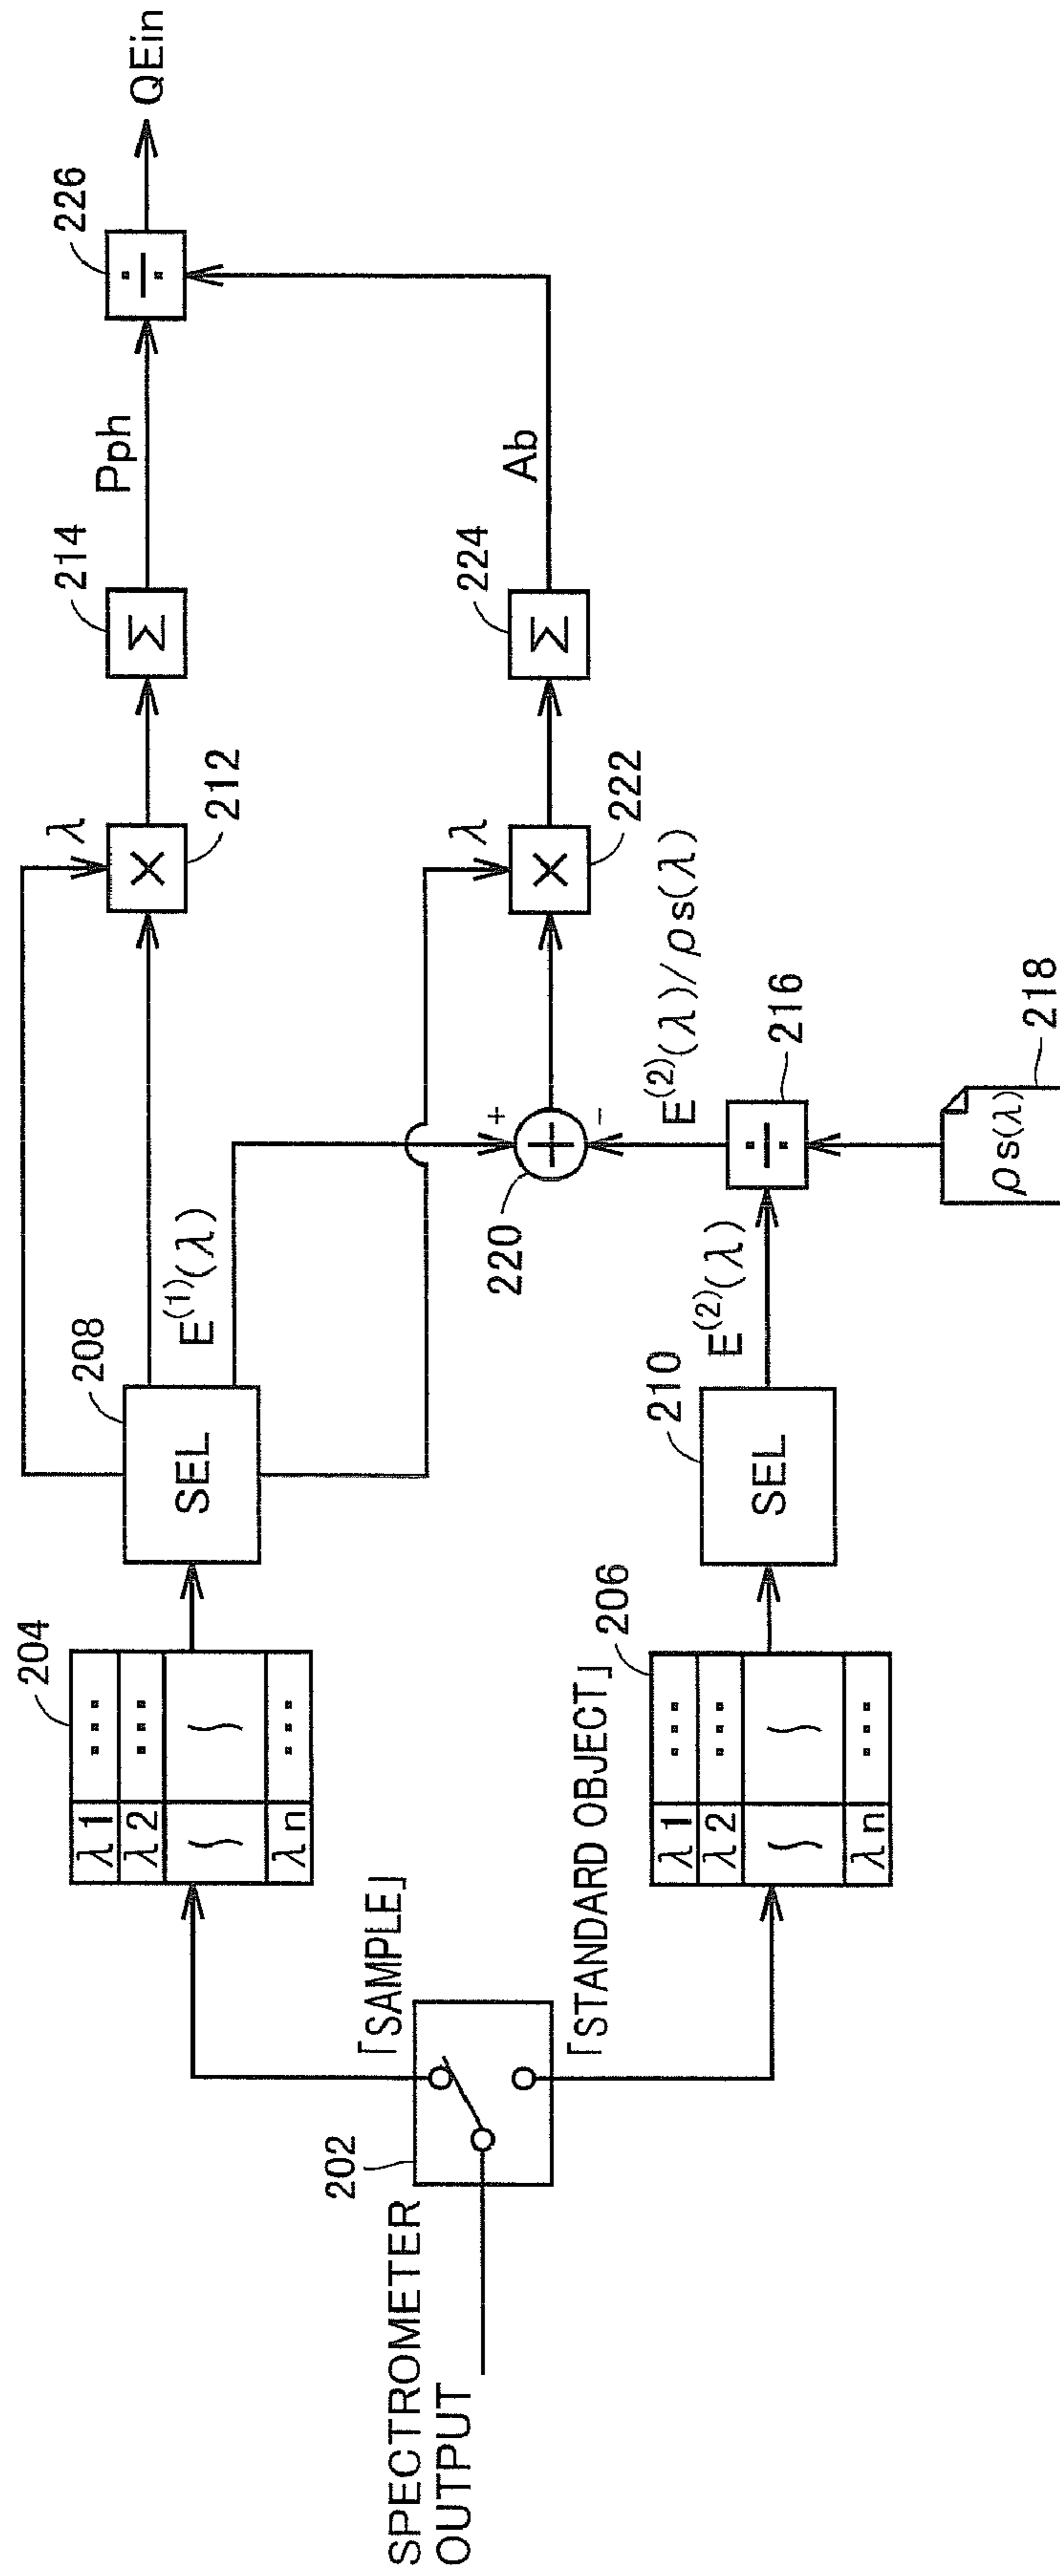 SPECTROMETER
OUTPUT
202
「SAMPLE」
「STANDARD OBJECT」
204
λ1 ...
λ2 ...
λn ...
206
λ1 ...
λ2 ...
λn ...
208
SEL
210
SEL
E⁽¹⁾(λ)
E⁽²⁾(λ)
λ
×
212
Σ
214
Pph
÷
226
QEin
220
+
+
−
λ
×
222
Σ
224
Ab
E⁽²⁾(λ)/ρs(λ)
÷
216
ρs(λ)
218